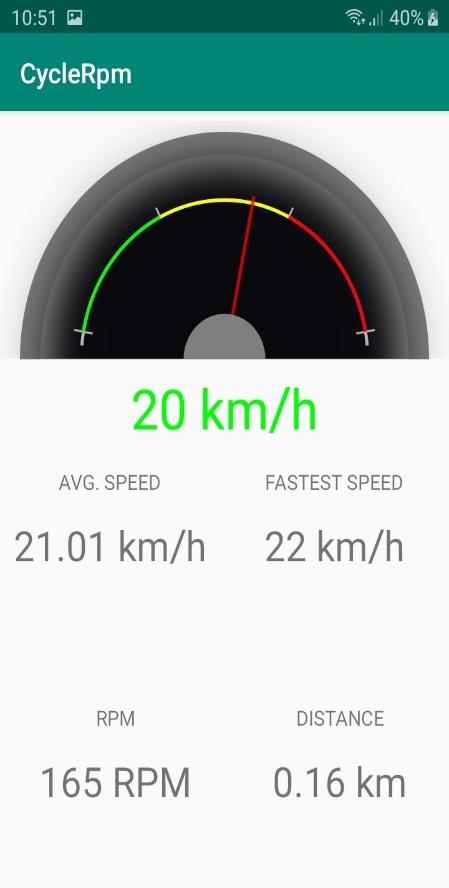 10:51 40%
CycleRpm
20 km/h
AVG. SPEED FASTEST SPEED
21.01 km/h 22 km/h
RPM DISTANCE
165 RPM 0.16 km